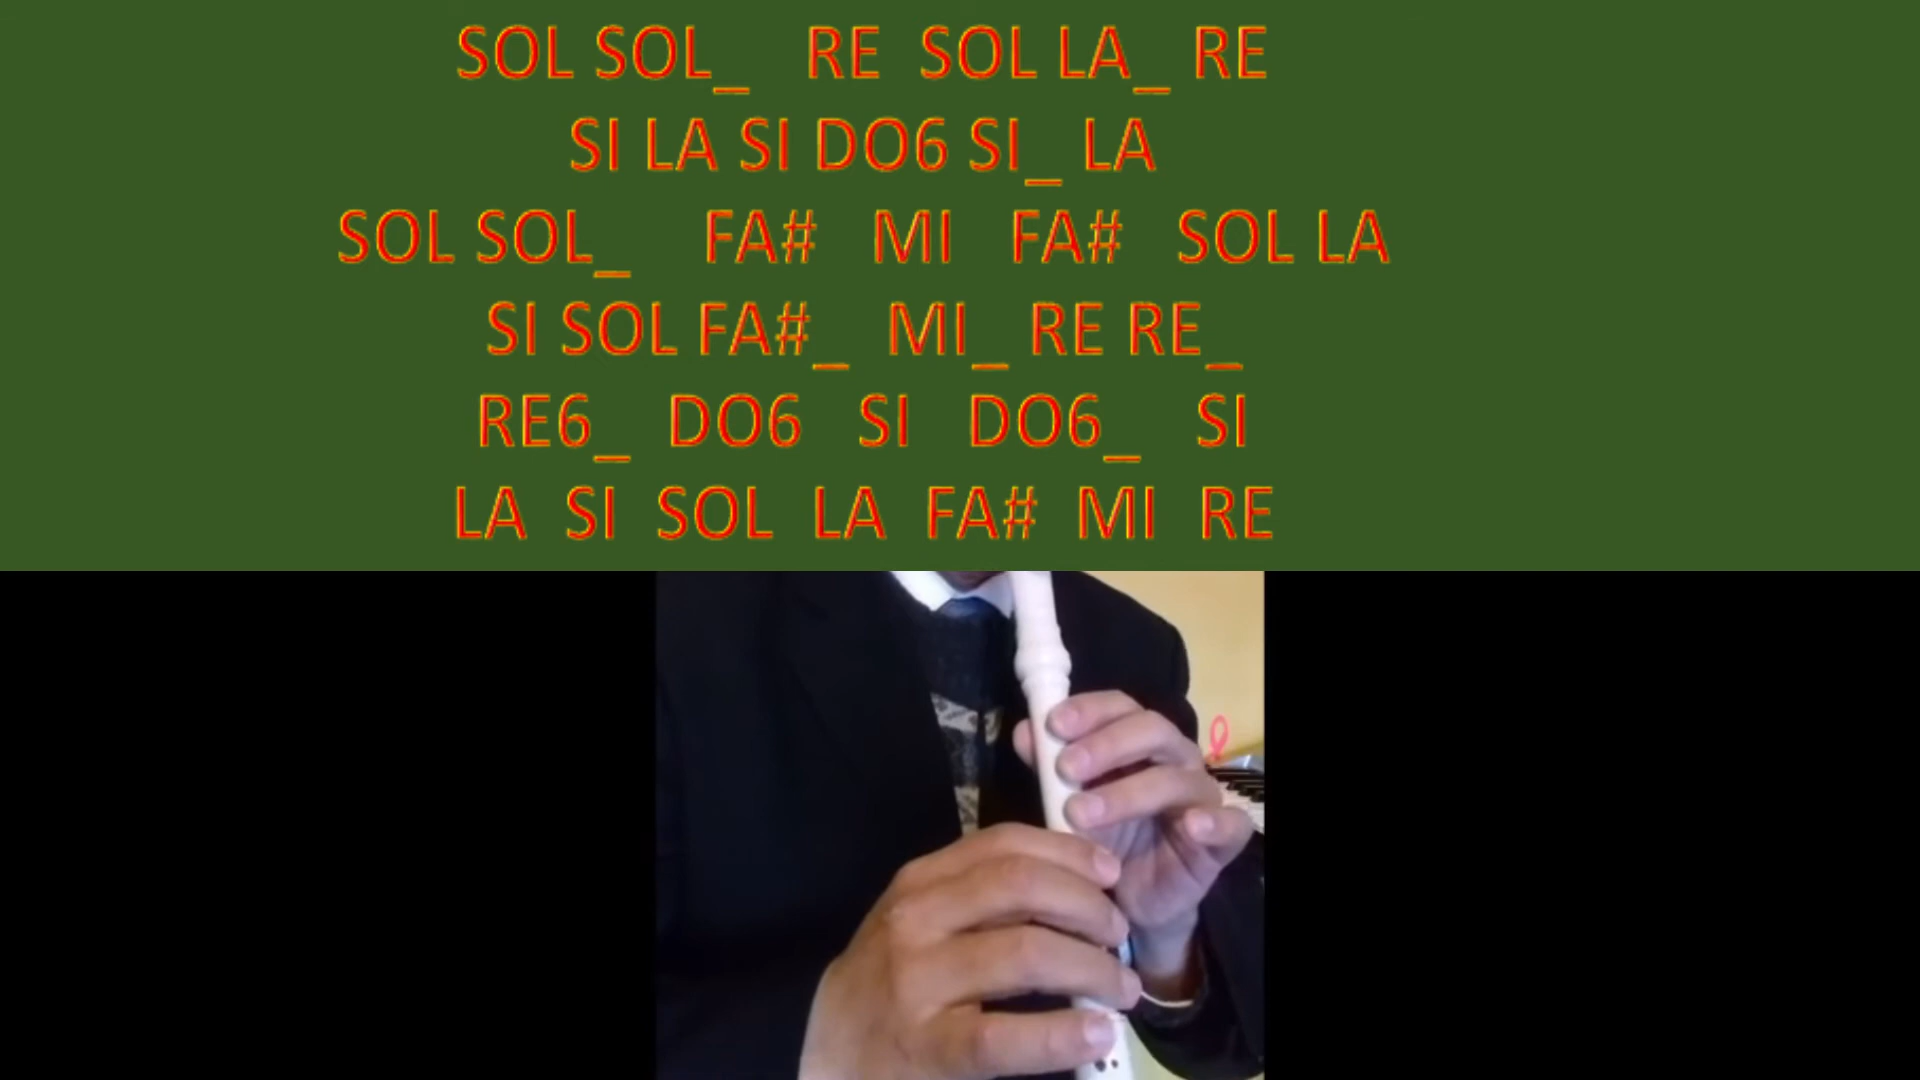 SOL SOL_ RE SOL LA_ RE
SI LA SI DO6 SI_ LA
SOL SOL_ FA# MI FA# SOL LA
SI SOL FA#_ MI_ RE RE_
RE6_ DO6 SI DO6_ SI
LA SI SOL LA FA# MI RE